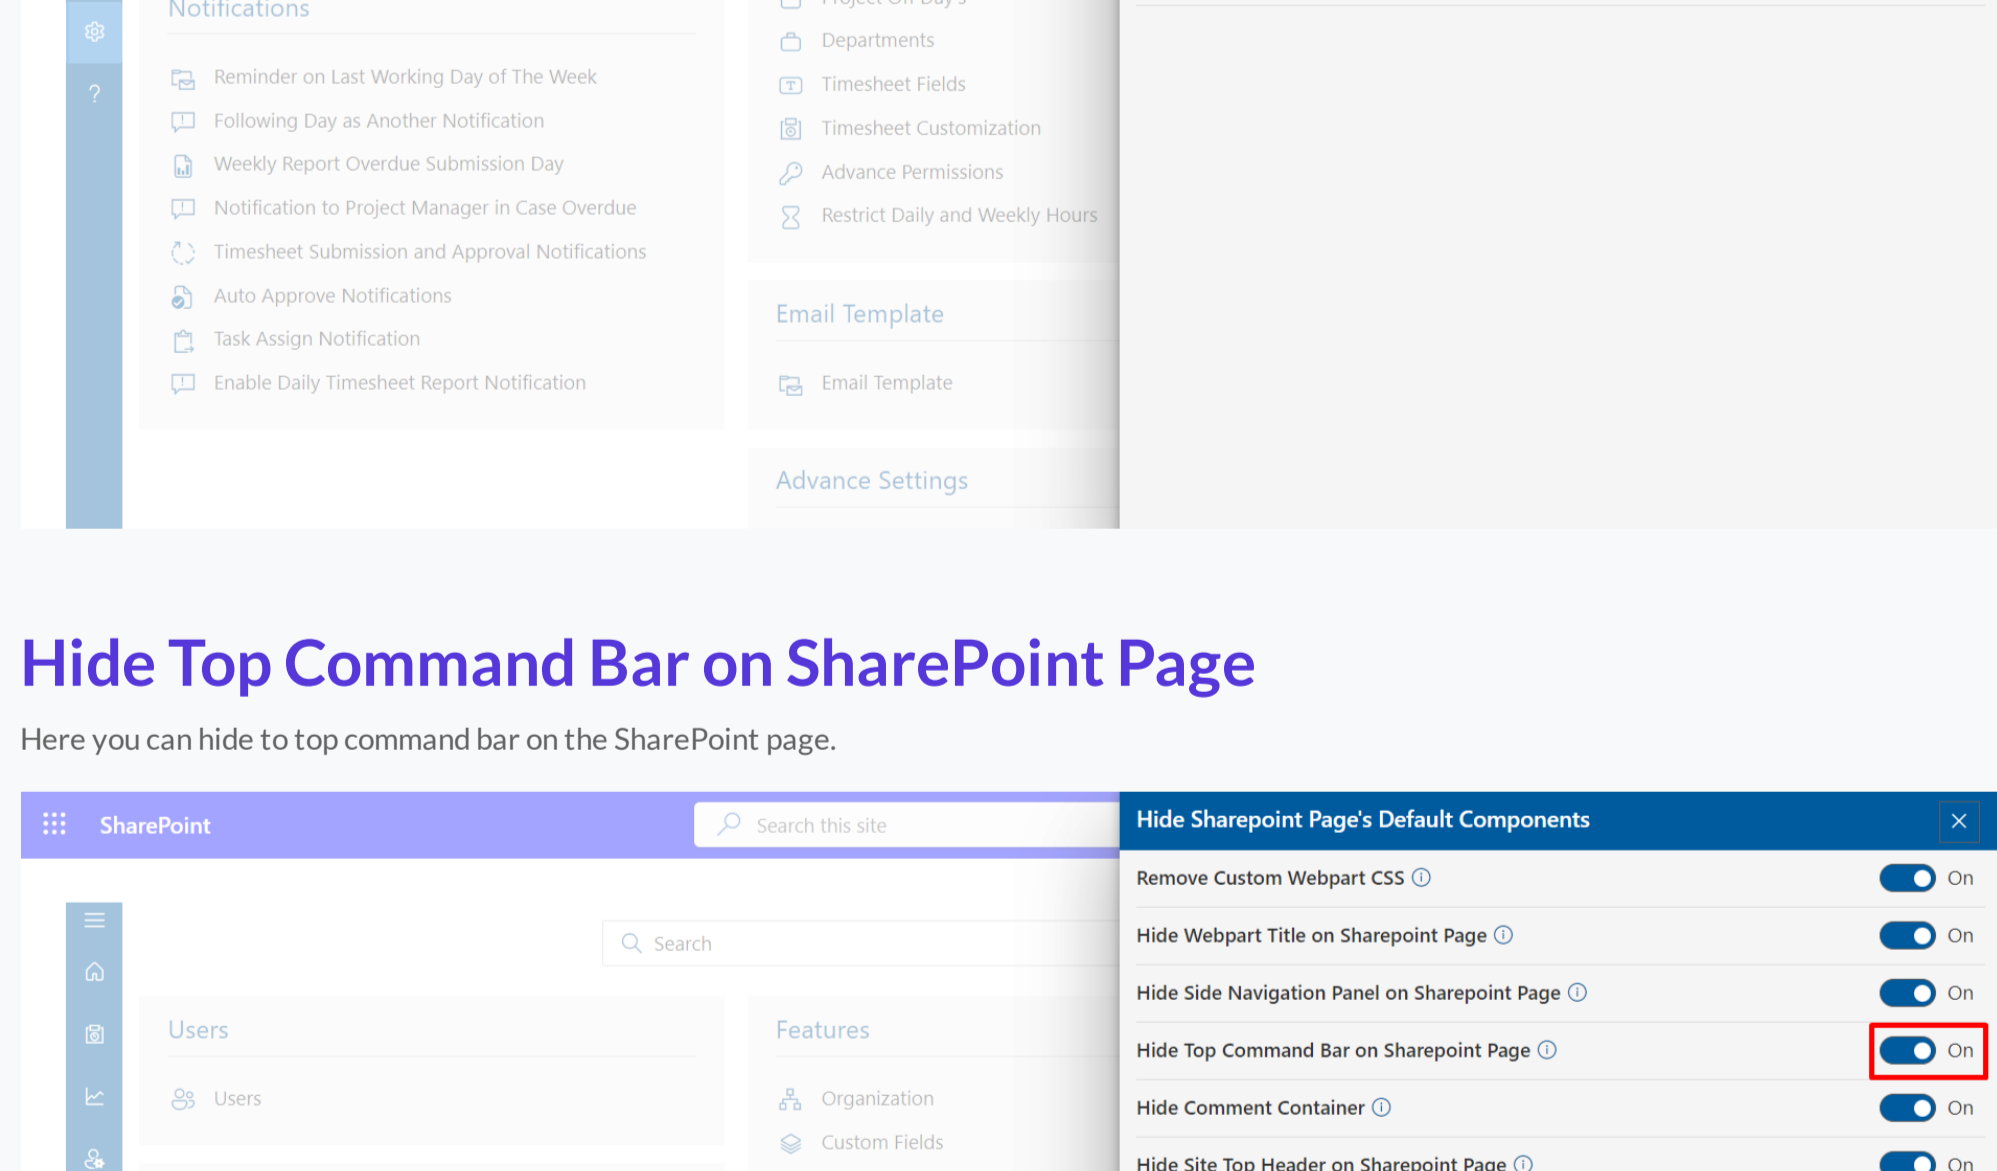 Notifications
Reminder on Last Working Day of The Week
Following Day as Another Notification
Weekly Report Overdue Submission Day
Notification to Project Manager in Case Overdue
Timesheet Submission and Approval Notifications
Auto Approve Notifications
Task Assign Notification
Enable Daily Timesheet Report Notification
Project Off Day's
Departments
Timesheet Fields
Timesheet Customization
Advance Permissions
Restrict Daily and Weekly Hours
Email Template
Email Template
Advance Settings
Hide Top Command Bar on SharePoint Page
Here you can hide to top command bar on the SharePoint page.
SharePoint
Search this site
Search
Users
Users
Features
Organization
Custom Fields
Hide Sharepoint Page's Default Components
Remove Custom Webpart CSS On
Hide Webpart Title on Sharepoint Page On
Hide Side Navigation Panel on Sharepoint Page On
Hide Top Command Bar on Sharepoint Page On
Hide Comment Container On
Hide Site Top Header on Sharepoint Page On